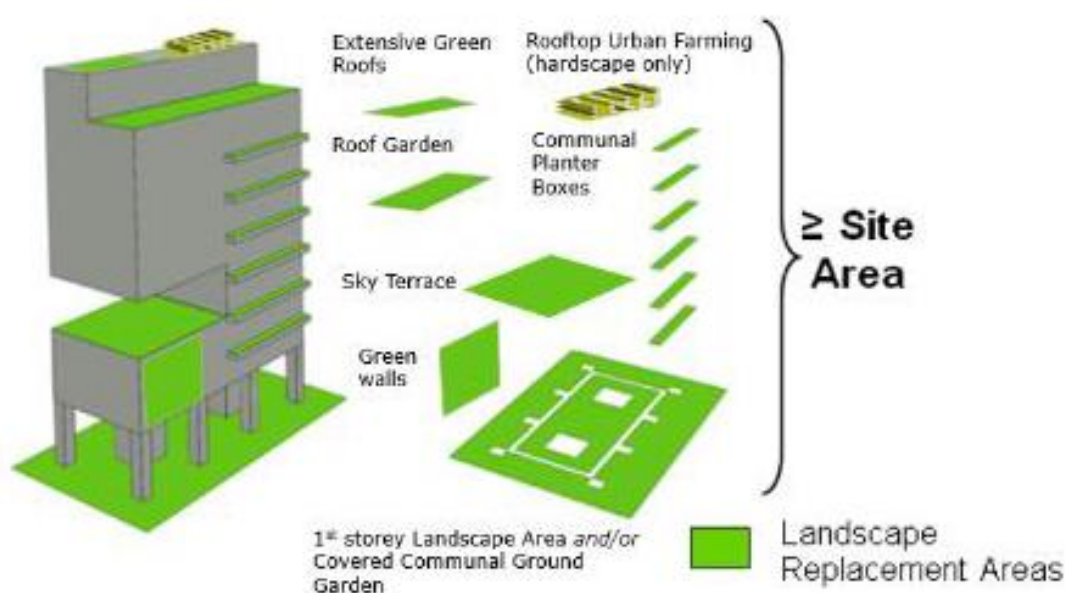 Extensive Green
Roofs
Rooftop Urban Farming
(hardscape only)
Roof Garden
Communal
Planter
Boxes
≥ Site
Area
Sky Terrace
Green
walls
1st storey Landscape Area and/or
Covered Communal Ground
Garden
Landscape
Replacement Areas